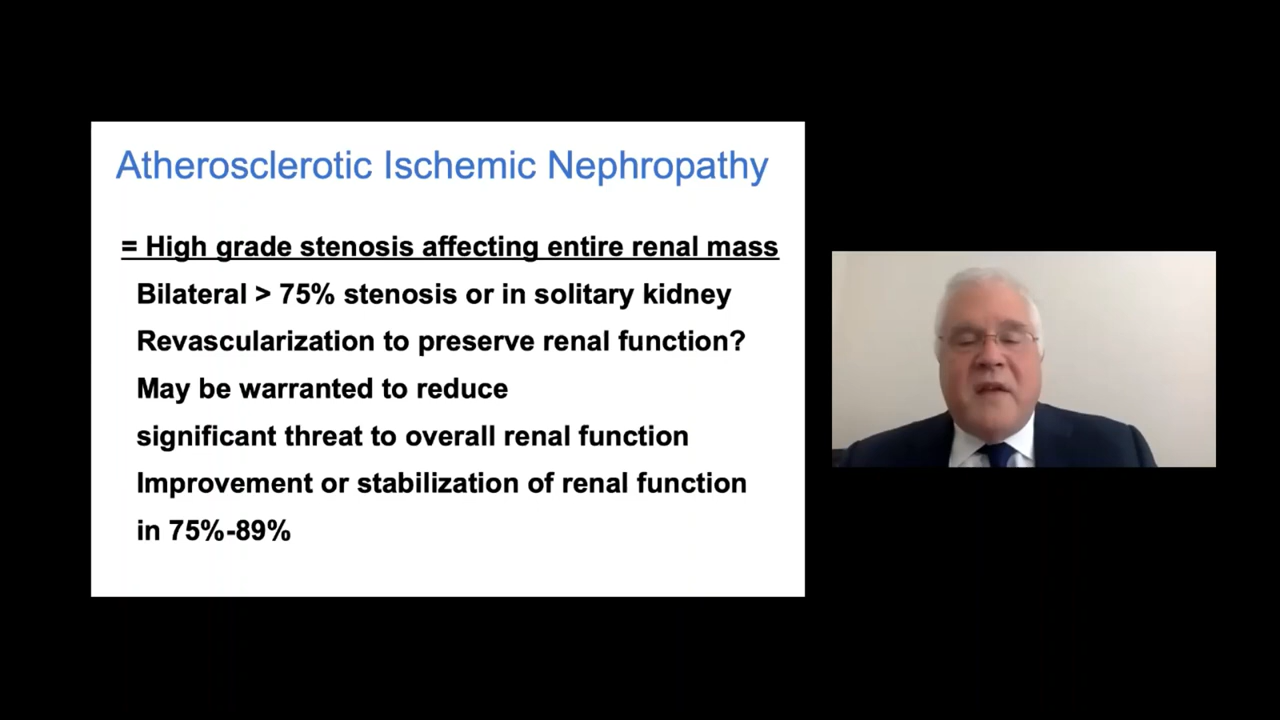 Atherosclerotic Ischemic Nephropathy
= High grade stenosis affecting entire renal mass
Bilateral > 75% stenosis or in solitary kidney
Revascularization to preserve renal function?
May be warranted to reduce
significant threat to overall renal function
Improvement or stabilization of renal function
in 75%-89%